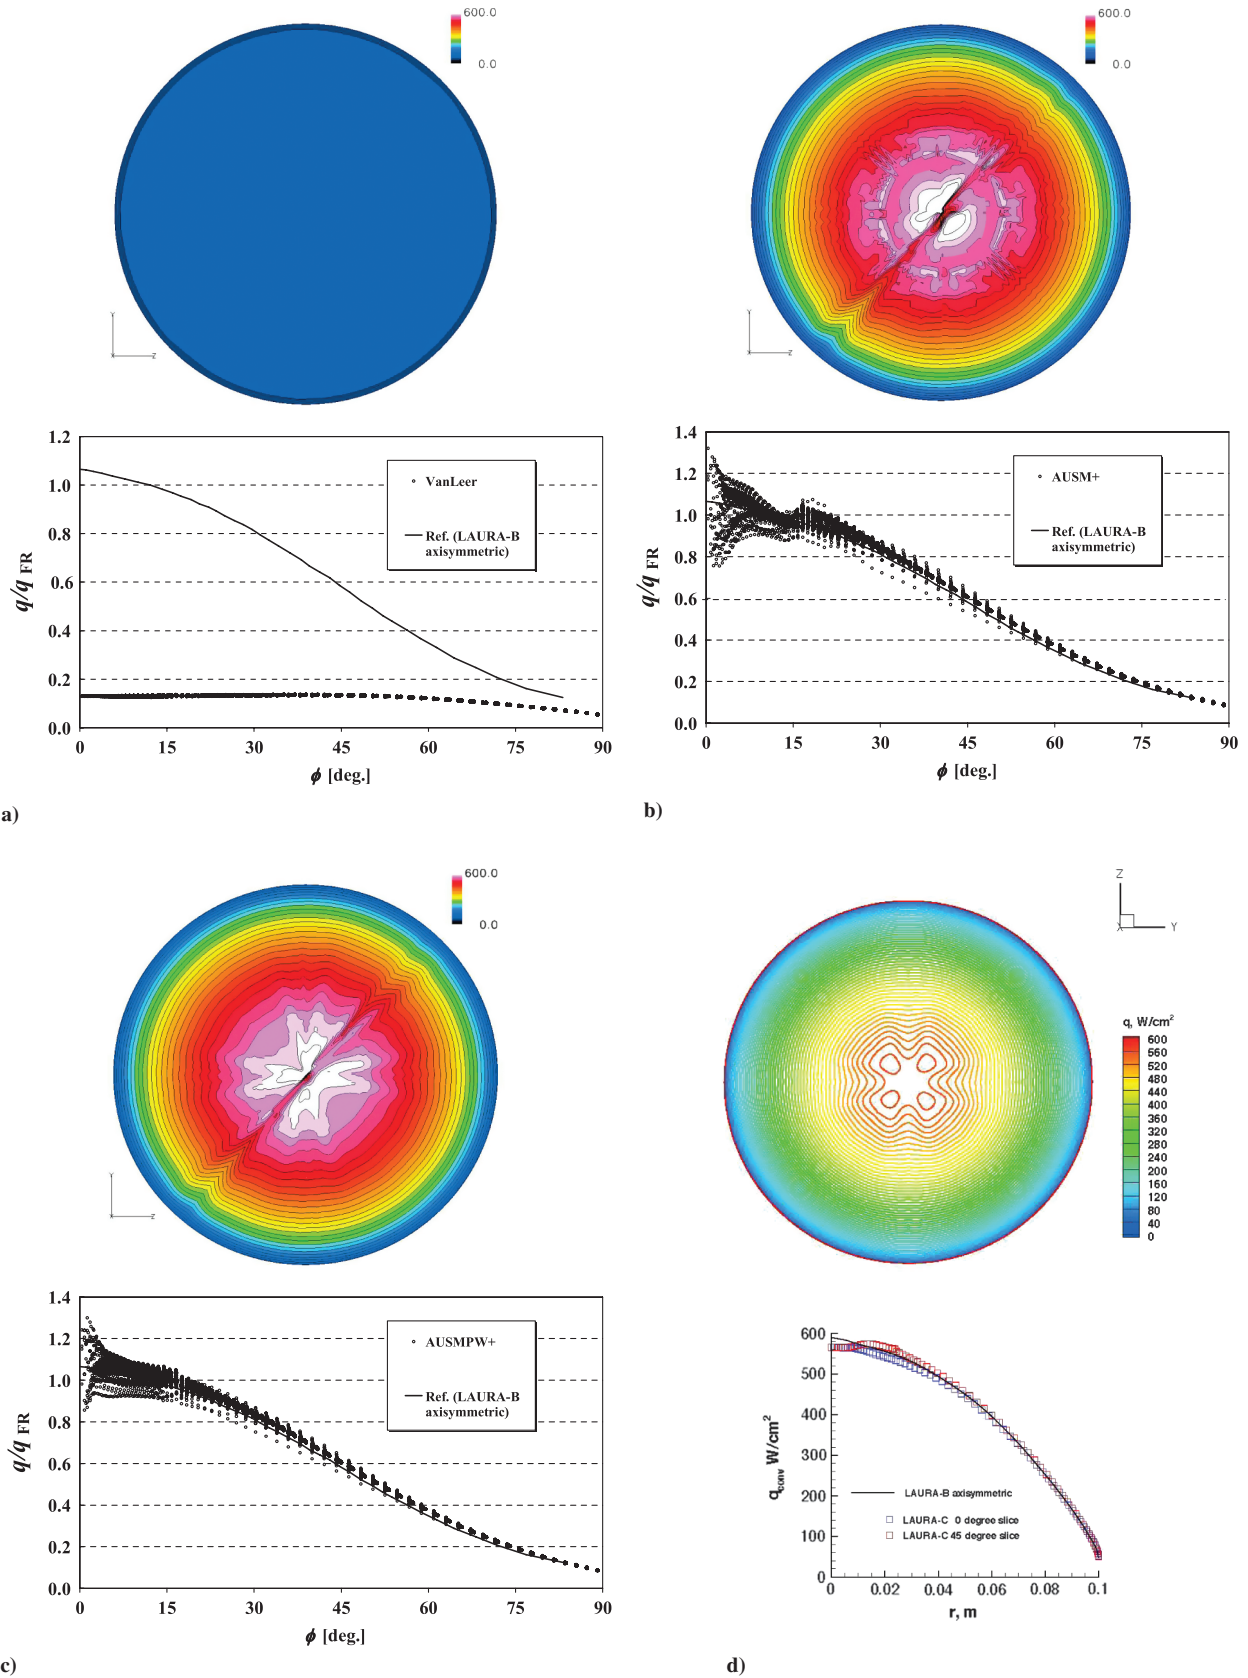 600.0
0.0
Y
X
Z
1.2
1.0
0.8
0.6
0.4
0.2
0.0
q/q FR
VanLeer
Ref. (LAURA-B
axisymmetric)
0 15 30 45 60 75 90
ϕ [deg.]
a)
600.0
0.0
Y
X
Z
1.4
1.2
1.0
0.8
0.6
0.4
0.2
0.0
q/q FR
AUSM+
Ref. (LAURA-B
axisymmetric)
0 15 30 45 60 75 90
ϕ [deg.]
b)
600.0
0.0
Y
X
Z
1.4
1.2
1.0
0.8
0.6
0.4
0.2
0.0
q/q FR
AUSMPW+
Ref. (LAURA-B
axisymmetric)
0 15 30 45 60 75 90
ϕ [deg.]
c)
Z
X
Y
q, W/cm²
600
560
520
480
440
400
360
320
280
240
200
160
120
80
40
0
600
500
400
300
200
100
0
qconv W/cm²
LAURA-B axisymmetric
LAURA-C 0 degree slice
LAURA-C 45 degree slice
0 0.02 0.04 0.06 0.08 0.1
r, m
d)